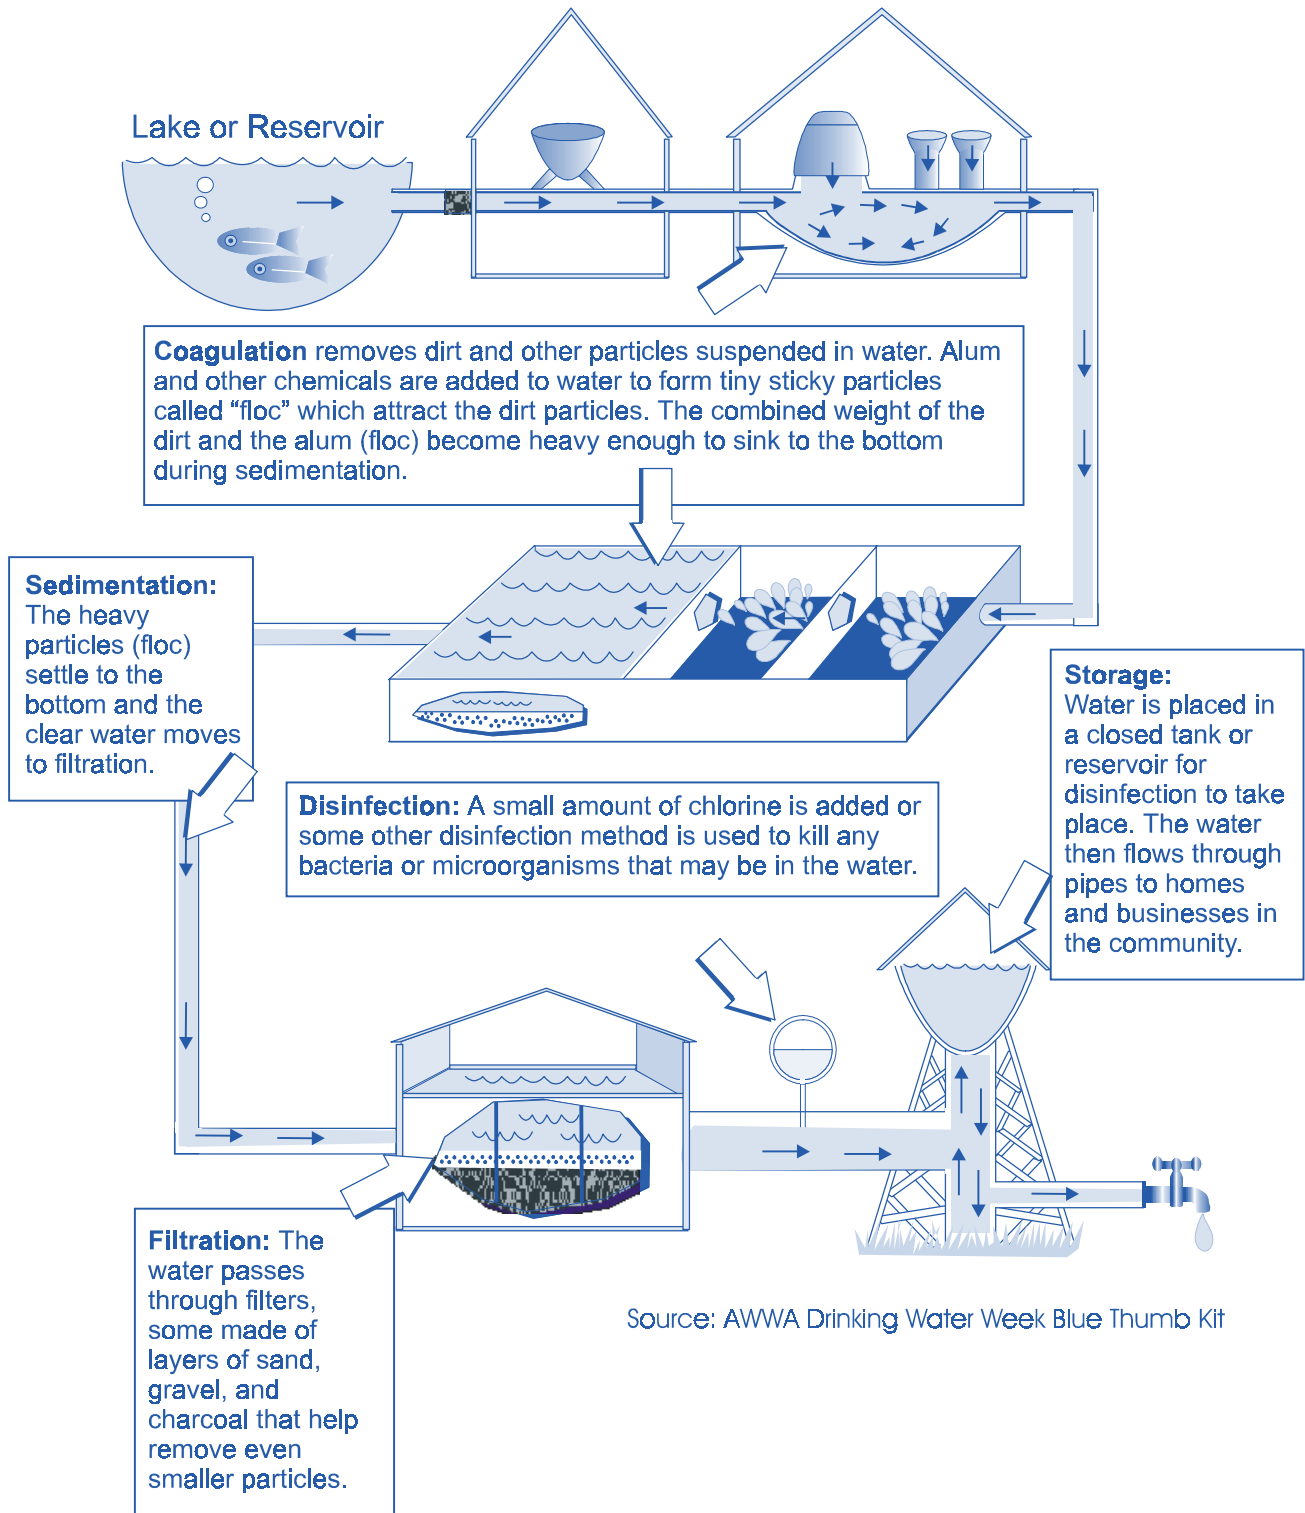 Lake or Reservoir
Coagulation removes dirt and other particles suspended in water. Alum
and other chemicals are added to water to form tiny sticky particles
called “floc” which attract the dirt particles. The combined weight of the
dirt and the alum (floc) become heavy enough to sink to the bottom
during sedimentation.
Sedimentation:
The heavy
particles (floc)
settle to the
bottom and the
clear water moves
to filtration.
Storage:
Water is placed in
a closed tank or
reservoir for
disinfection to take
place. The water
then flows through
pipes to homes
and businesses in
the community.
Disinfection: A small amount of chlorine is added or
some other disinfection method is used to kill any
bacteria or microorganisms that may be in the water.
Filtration: The
water passes
through filters,
some made of
layers of sand,
gravel, and
charcoal that help
remove even
smaller particles.
Source: AWWA Drinking Water Week Blue Thumb Kit